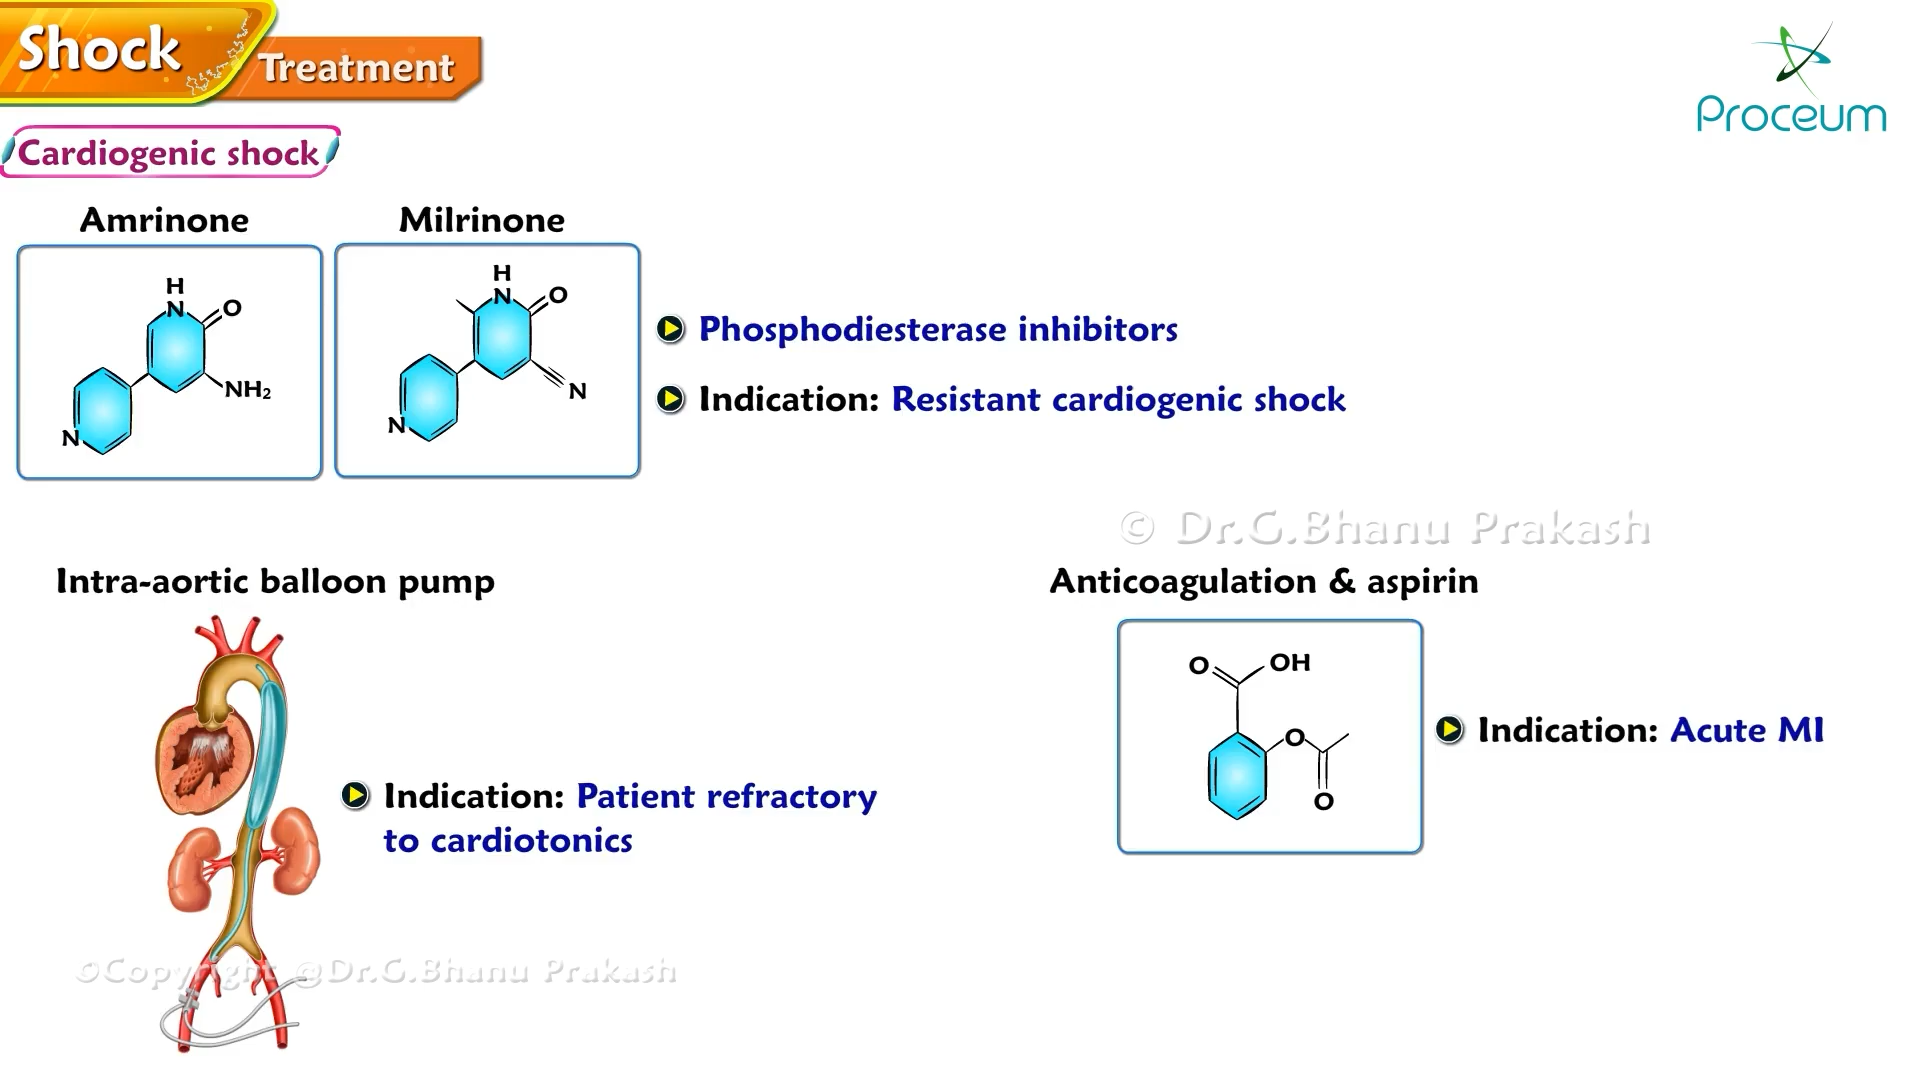 Shock
Treatment
Proceum
Cardiogenic shock
Amrinone
Milrinone
H
N
O
NH2
N
H
N
O
N
N
Phosphodiesterase inhibitors
Indication: Resistant cardiogenic shock
© Dr.G.Bhanu Prakash
Intra-aortic balloon pump
Indication: Patient refractory
to cardiotonics
Anticoagulation & aspirin
O
OH
O
O
Indication: Acute MI
©Copyright @Dr.G.Bhanu Prakash